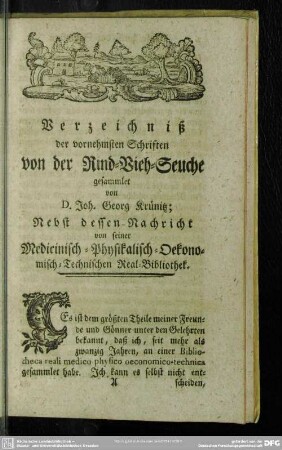 Verzeichniß
der vornehmsten Schriften
von der Rind-Vieh-Seuche
gesammlet
von
D. Joh. Georg Krünitz;
Nebst dessen Nachricht
von seiner
Medicinisch-Physikalisch-Oekono-
misch-Technischen Real-Bibliothek.
Es ist dem größten Theile meiner Freun-
de und Gönner unter den Gelehrten
bekannt, daß ich, seit mehr als
zwanzig Jahren, an einer Biblio-
theca reali medico physico oeconomico-technica
gesammlet habe. Ich kann es selbst nicht ent-
A scheiden,
DFG